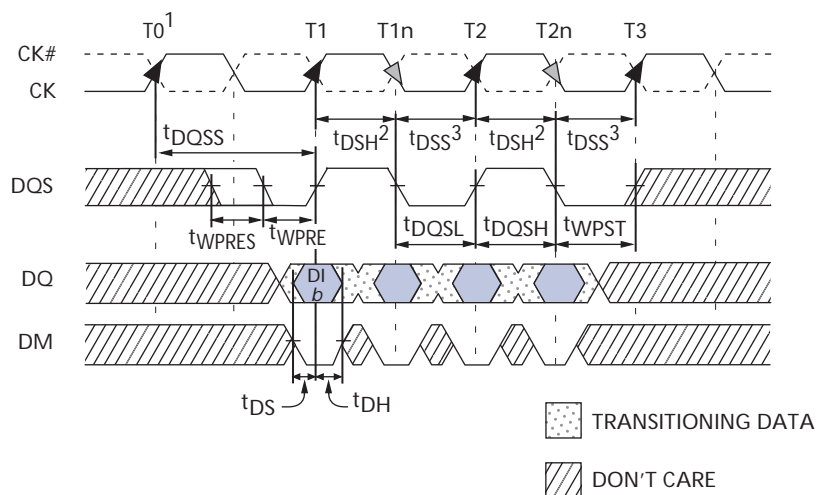 T0¹ T1 T1n T2 T2n T3
CK#
CK
tDSH² tDSS³ tDSH² tDSS³
tDQSS
DQS
tWPRES tWPRE tDQSL tDQSH tWPST
DQ
DI
b
DM
tDS tDH
TRANSITIONING DATA
DON'T CARE